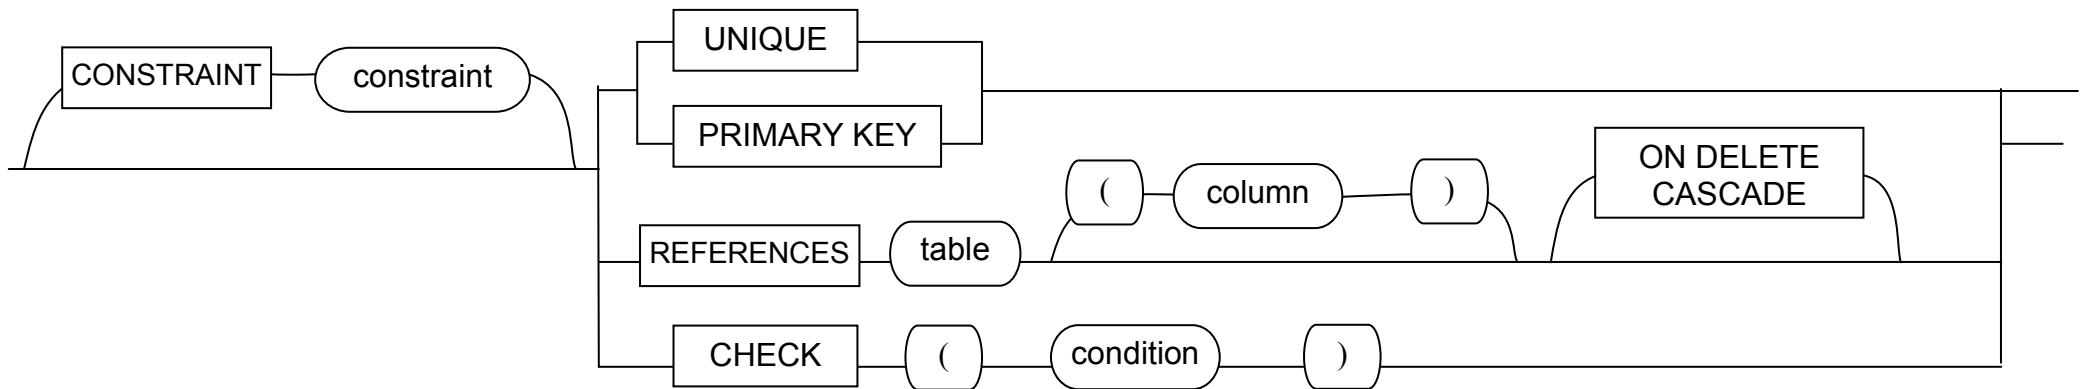 UNIQUE
CONSTRAINT constraint
PRIMARY KEY
ON DELETE
CASCADE
( column )
REFERENCES table
CHECK ( condition )